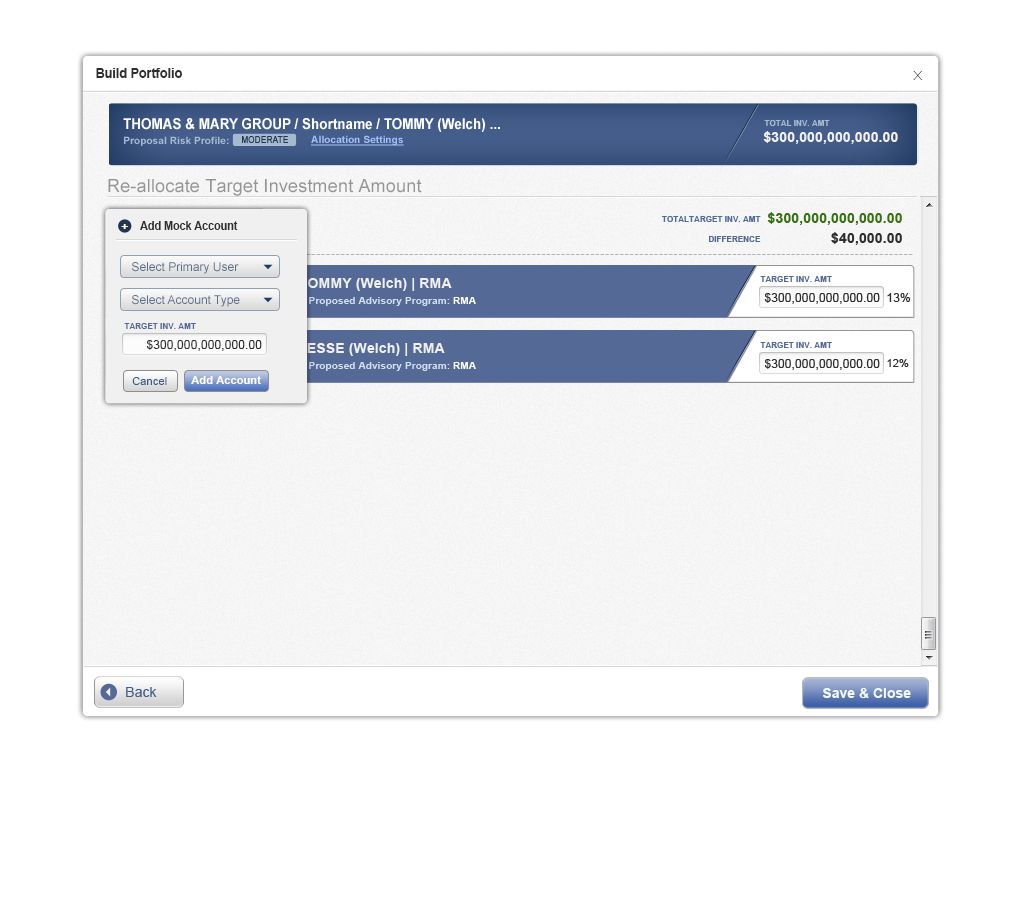 Build Portfolio
THOMAS & MARY GROUP / Shortname / TOMMY (Welch) ...
Proposal Risk Profile: MODERATE Allocation Settings
TOTAL INV. AMT
$300,000,000,000.00
Re-allocate Target Investment Amount
TOTALTARGET INV. AMT $300,000,000,000.00
DIFFERENCE $40,000.00
Add Mock Account
Select Primary User
Select Account Type
TARGET INV. AMT
$300,000,000,000.00
Cancel Add Account
OMMY (Welch) | RMA
Proposed Advisory Program: RMA
TARGET INV. AMT
$300,000,000,000.00 13%
ESSE (Welch) | RMA
Proposed Advisory Program: RMA
TARGET INV. AMT
$300,000,000,000.00 12%
Back
Save & Close